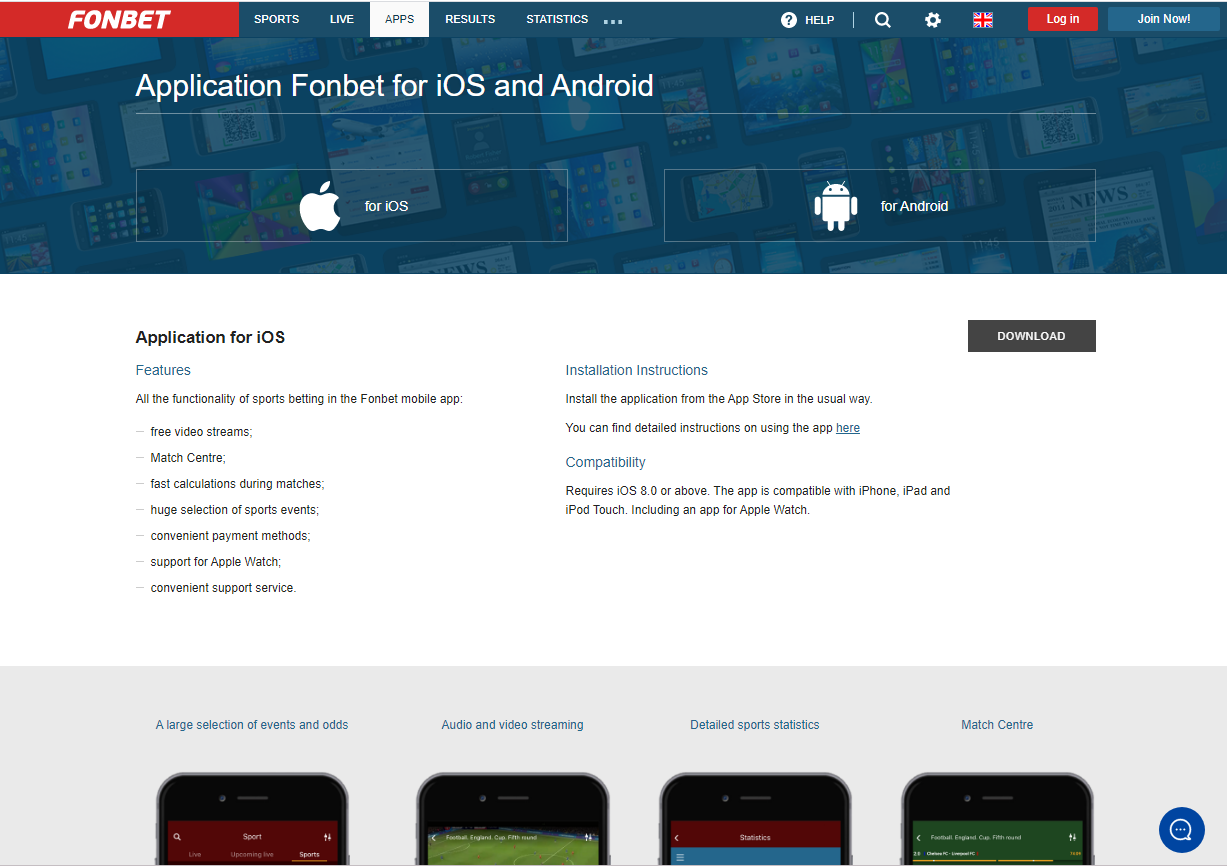 FONBET
SPORTS
LIVE
APPS
RESULTS
STATISTICS
...
? HELP
Log in
Join Now!
Application Fonbet for iOS and Android
for iOS
for Android
Application for iOS
DOWNLOAD
Features
All the functionality of sports betting in the Fonbet mobile app:
— free video streams;
— Match Centre;
— fast calculations during matches;
— huge selection of sports events;
— convenient payment methods;
— support for Apple Watch;
— convenient support service.
Installation Instructions
Install the application from the App Store in the usual way.
You can find detailed instructions on using the app here
Compatibility
Requires iOS 8.0 or above. The app is compatible with iPhone, iPad and
iPod Touch. Including an app for Apple Watch.
A large selection of events and odds
Audio and video streaming
Detailed sports statistics
Match Centre
Sport
Live
Upcoming live
Sports
Football. England. Cup. Fifth round
Statistics
Football. England. Cup. Fifth round
2:0 Chelsea FC - Liverpool FC
NEWS
NEWS